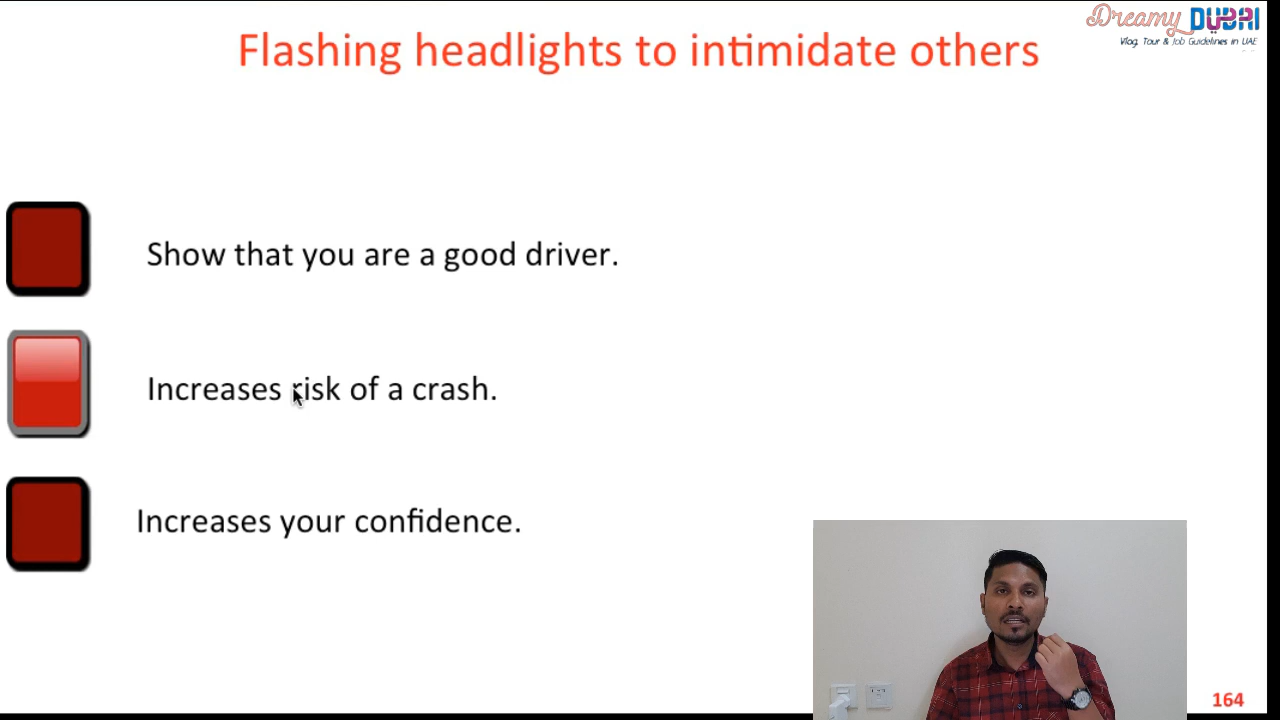 Dreamy DUBAI
Vlog, Tour & Job Guidelines in UAE
Flashing headlights to intimidate others
Show that you are a good driver.
Increases risk of a crash.
Increases your confidence.
164